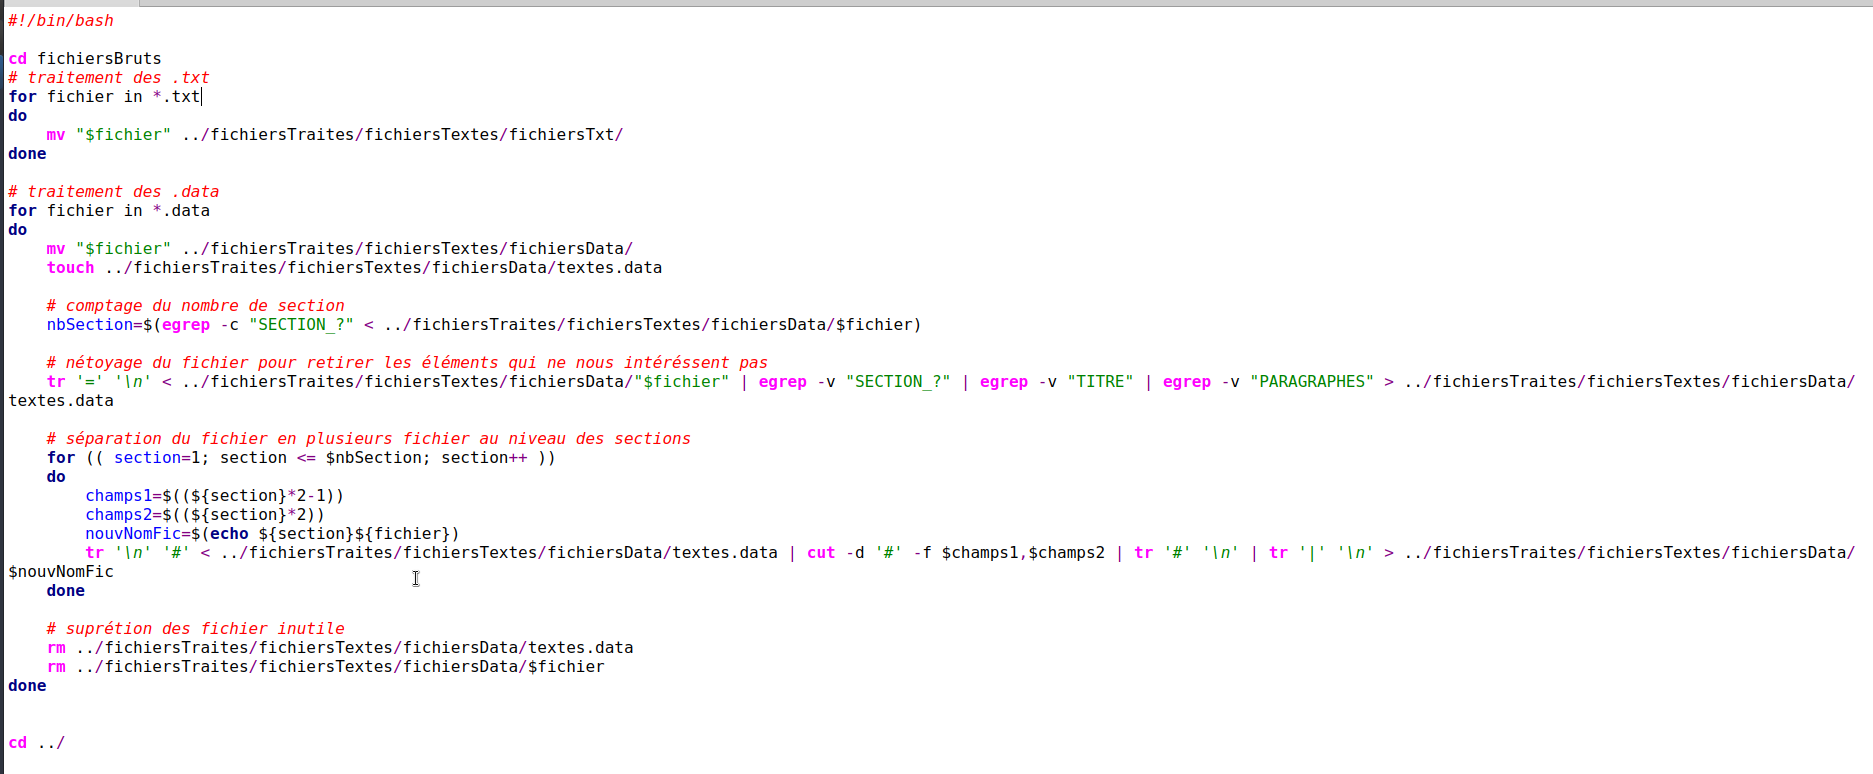 #!/bin/bash

cd fichiersBruts
# traitement des .txt
for fichier in *.txt
do
    mv "$fichier" ../fichiersTraites/fichiersTextes/fichiersTxt/
done

# traitement des .data
for fichier in *.data
do
    mv "$fichier" ../fichiersTraites/fichiersTextes/fichiersData/
    touch ../fichiersTraites/fichiersTextes/fichiersData/textes.data

    # comptage du nombre de section
    nbSection=$(egrep -c "SECTION_?" < ../fichiersTraites/fichiersTextes/fichiersData/$fichier)

    # nétoyage du fichier pour retirer les éléments qui ne nous intéréssent pas
    tr '=' '\n' < ../fichiersTraites/fichiersTextes/fichiersData/"$fichier" | egrep -v "SECTION_?" | egrep -v "TITRE" | egrep -v "PARAGRAPHES" > ../fichiersTraites/fichiersTextes/fichiersData/
textes.data

    # séparation du fichier en plusieurs fichier au niveau des sections
    for (( section=1; section <= $nbSection; section++ ))
    do
        champs1=$((${section}*2-1))
        champs2=$((${section}*2))
        nouvNomFic=$(echo ${section}${fichier})
        tr '\n' '#' < ../fichiersTraites/fichiersTextes/fichiersData/textes.data | cut -d '#' -f $champs1,$champs2 | tr '#' '\n' | tr '|' '\n' > ../fichiersTraites/fichiersTextes/fichiersData/
$nouvNomFic
    done

    # suprétion des fichier inutile
    rm ../fichiersTraites/fichiersTextes/fichiersData/textes.data
    rm ../fichiersTraites/fichiersTextes/fichiersData/$fichier
done


cd ../